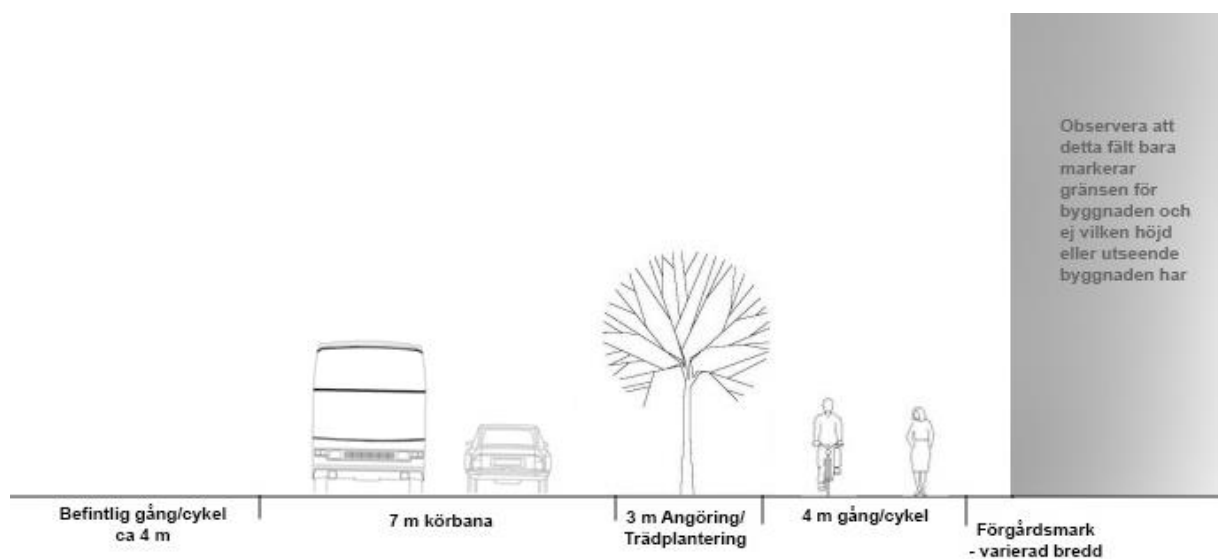 Observera att
detta fält bara
markerar
gränsen för
byggnaden och
ej vilken höjd
eller utseende
byggnaden har
Befintlig gång/cykel
ca 4 m
7 m körbana
3 m Angöring/
Trädplantering
4 m gång/cykel
Förgårdsmark
- varierad bredd